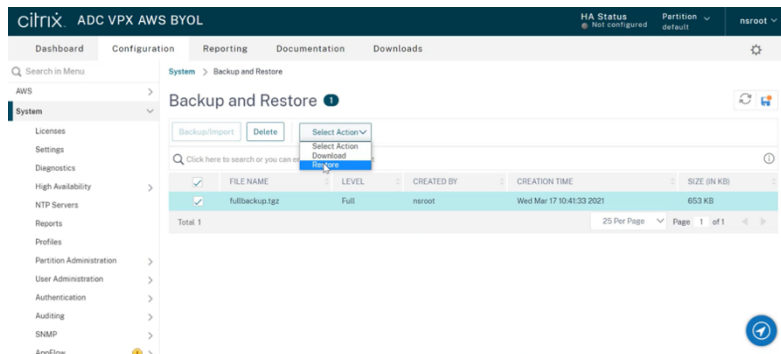 citrix ADC VPX AWS BYOL
HA Status
Not configured
Partition
default
nsroot
Dashboard Configuration Reporting Documentation Downloads
Search in Menu
System > Backup and Restore
AWS
System
Licenses
Settings
Diagnostics
High Availability
NTP Servers
Reports
Profiles
Partition Administration
User Administration
Authentication
Auditing
SNMP
AppFlow
Backup and Restore 1
Backup/Import Delete Select Action
Select Action
Download
Restore
Click here to search or you can
FILE NAME LEVEL CREATED BY CREATION TIME SIZE (IN KB)
fullbackup.tgz Full nsroot Wed Mar 17 10:41:33 2021 653 KB
Total 1 25 Per Page Page 1 of 1